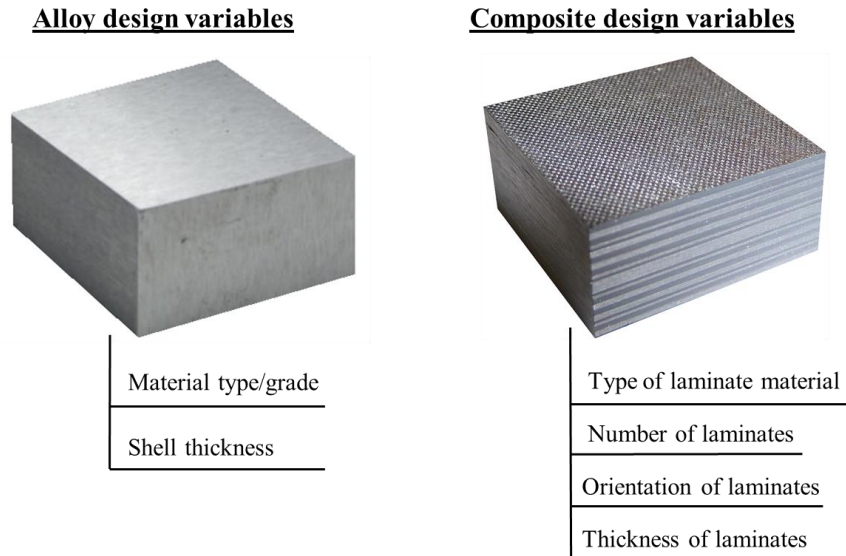 Alloy design variables
Composite design variables
Material type/grade
Shell thickness
Type of laminate material
Number of laminates
Orientation of laminates
Thickness of laminates